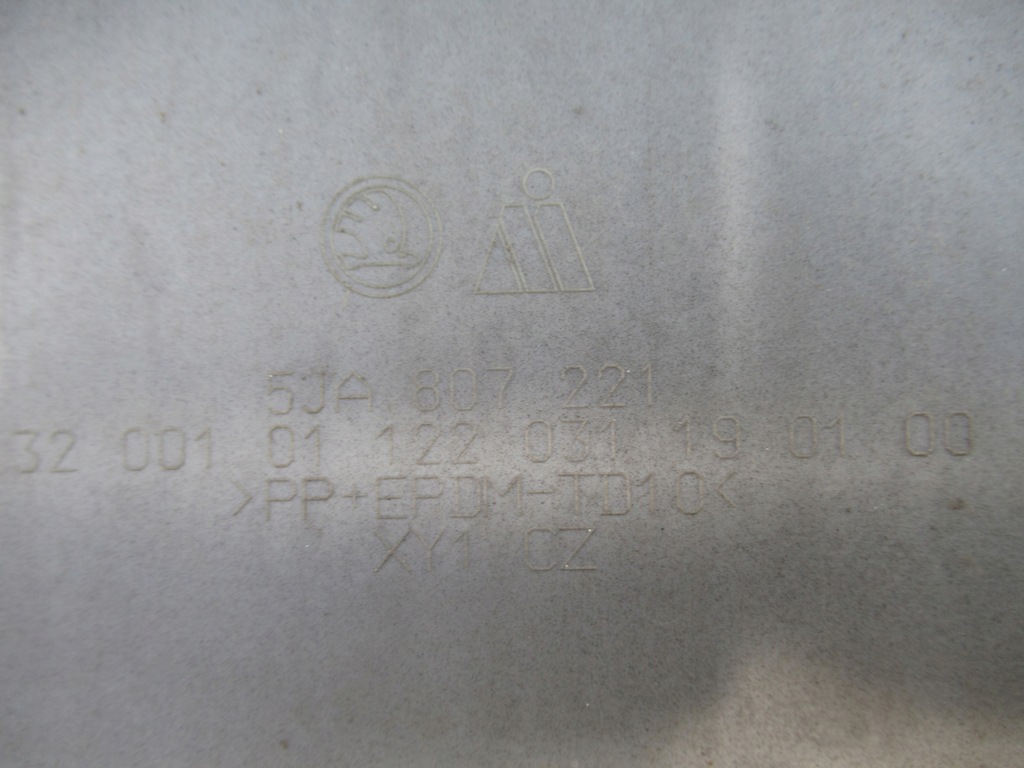 5JA 807 221
32 001 01 122 031 19 01 00
>PP+EPDM-TD10<
XY1 CZ